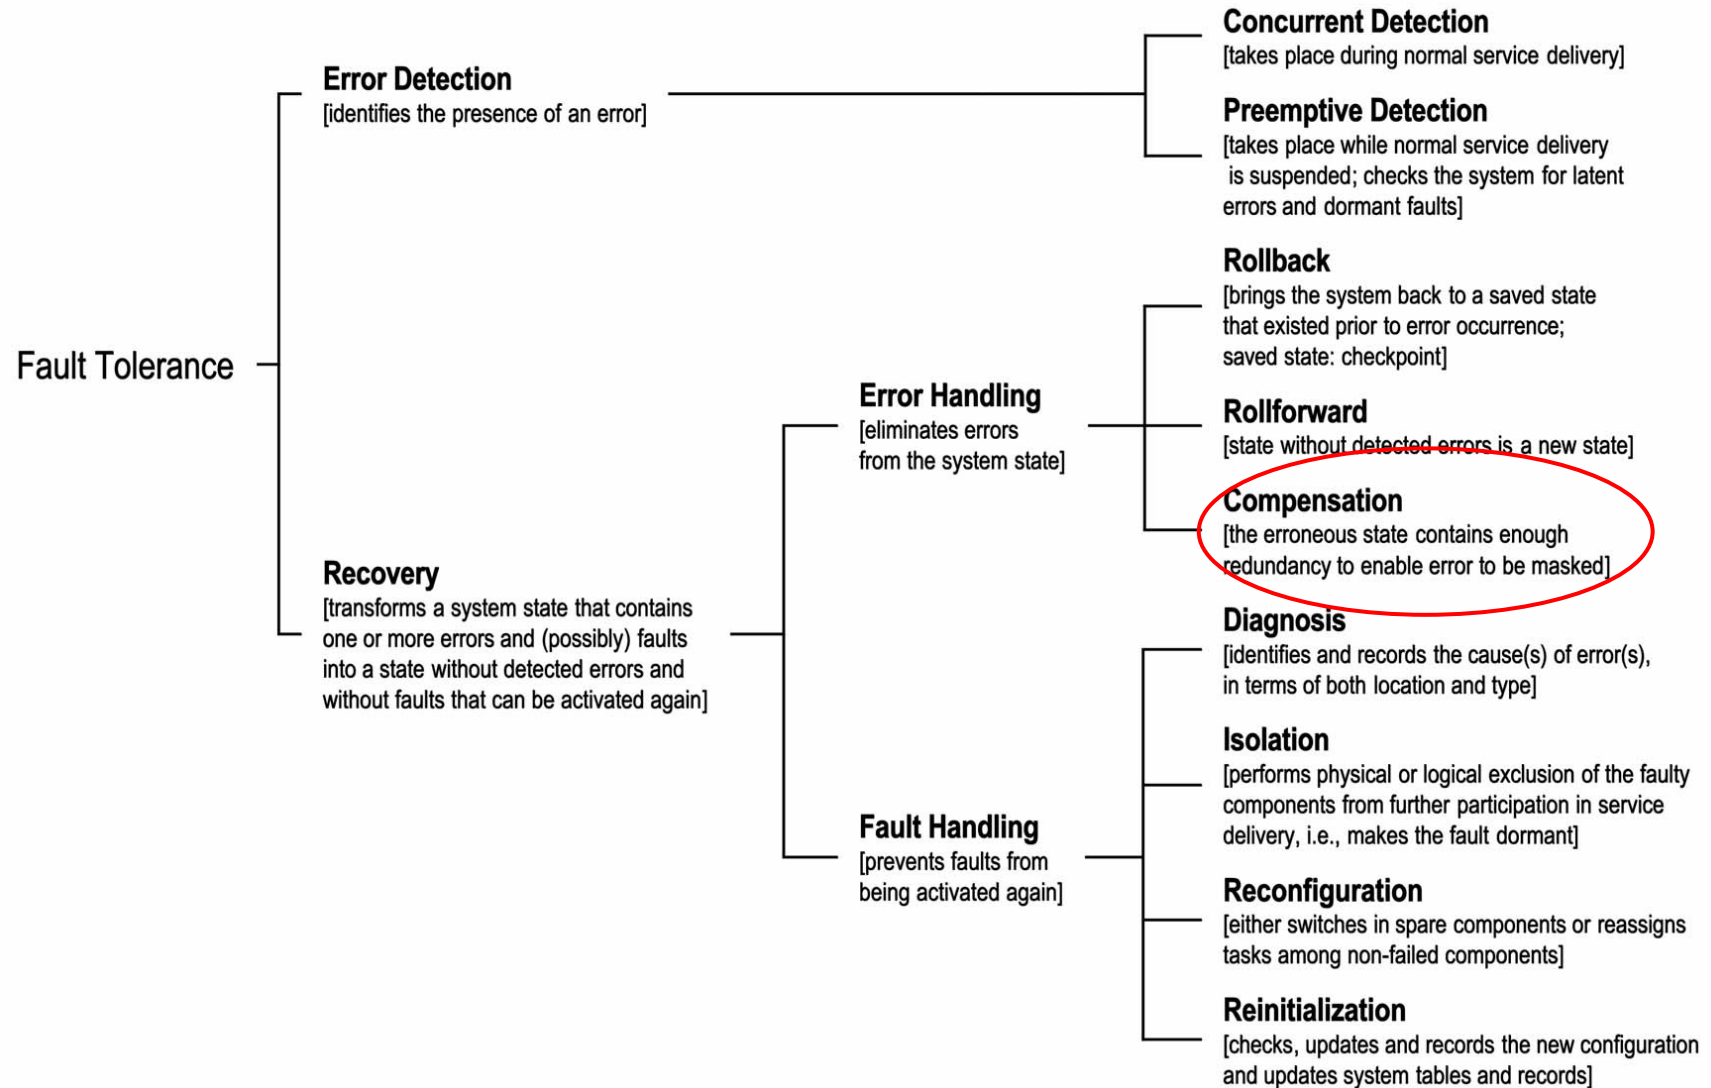 Fault Tolerance
Error Detection
[identifies the presence of an error]
Concurrent Detection
[takes place during normal service delivery]
Preemptive Detection
[takes place while normal service delivery
is suspended; checks the system for latent
errors and dormant faults]
Recovery
[transforms a system state that contains
one or more errors and (possibly) faults
into a state without detected errors and
without faults that can be activated again]
Error Handling
[eliminates errors
from the system state]
Rollback
[brings the system back to a saved state
that existed prior to error occurrence;
saved state: checkpoint]
Rollforward
[state without detected errors is a new state]
Compensation
[the erroneous state contains enough
redundancy to enable error to be masked]
Fault Handling
[prevents faults from
being activated again]
Diagnosis
[identifies and records the cause(s) of error(s),
in terms of both location and type]
Isolation
[performs physical or logical exclusion of the faulty
components from further participation in service
delivery, i.e., makes the fault dormant]
Reconfiguration
[either switches in spare components or reassigns
tasks among non-failed components]
Reinitialization
[checks, updates and records the new configuration
and updates system tables and records]